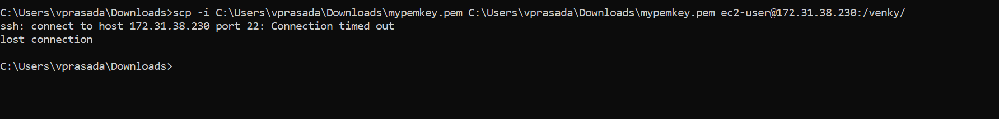 C:\Users\vprasada\Downloads>scp -i C:\Users\vprasada\Downloads\mypemkey.pem C:\Users\vprasada\Downloads\mypemkey.pem ec2-user@172.31.38.230:/venky/
ssh: connect to host 172.31.38.230 port 22: Connection timed out
lost connection
C:\Users\vprasada\Downloads>